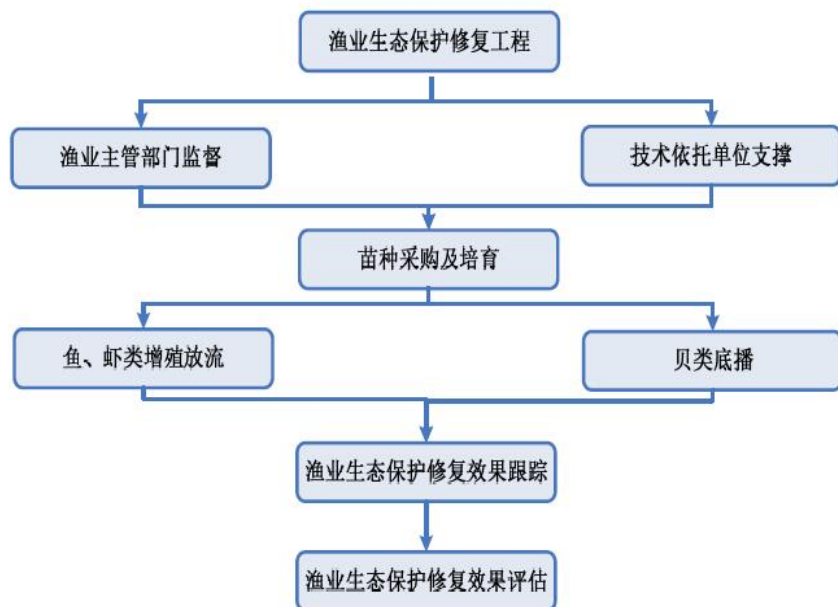 渔业生态保护修复工程
渔业主管部门监督
技术依托单位支撑
苗种采购及培育
鱼、虾类增殖放流
贝类底播
渔业生态保护修复效果跟踪
渔业生态保护修复效果评估